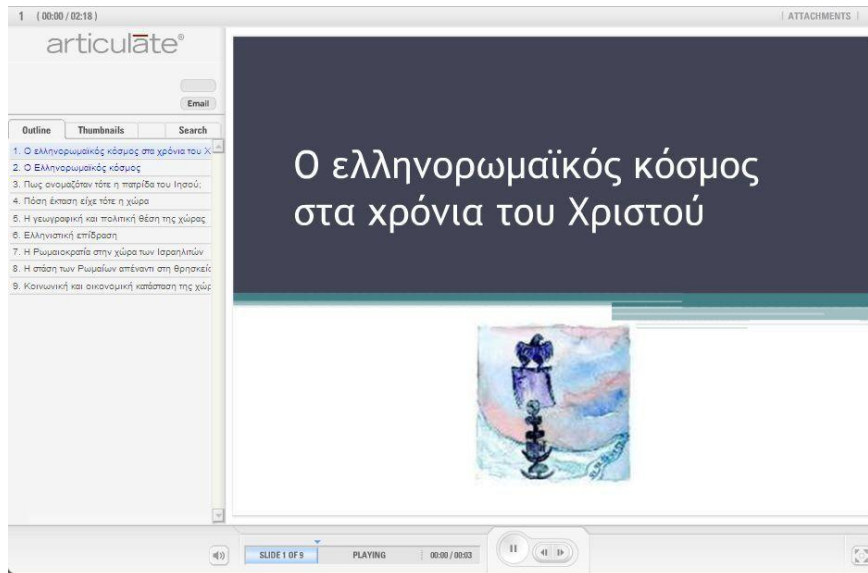 1 ( 00:00 / 02:18 )
| ATTACHMENTS |
articulate®
Email
Outline Thumbnails Search
1. Ο ελληνορωμαϊκός κόσμος στα χρόνια του Χ
2. Ο Ελληνορωμαϊκός κόσμος
3. Πως ονομαζόταν τότε η πατρίδα του Ιησού;
4. Πόση έκταση είχε τότε η χώρα
5. Η γεωγραφική και πολιτική θέση της χώρας
6. Ελληνιστική επίδραση
7. Η Ρωμαιοκρατία στην χώρα των Ισραηλιτών
8. Η στάση των Ρωμαίων απέναντι στη θρησκεία
9. Κοινωνική και οικονομική κατάσταση της χώρ
Ο ελληνορωμαϊκός κόσμος
στα χρόνια του Χριστού
SLIDE 1 OF 9 PLAYING 00:00 / 00:03